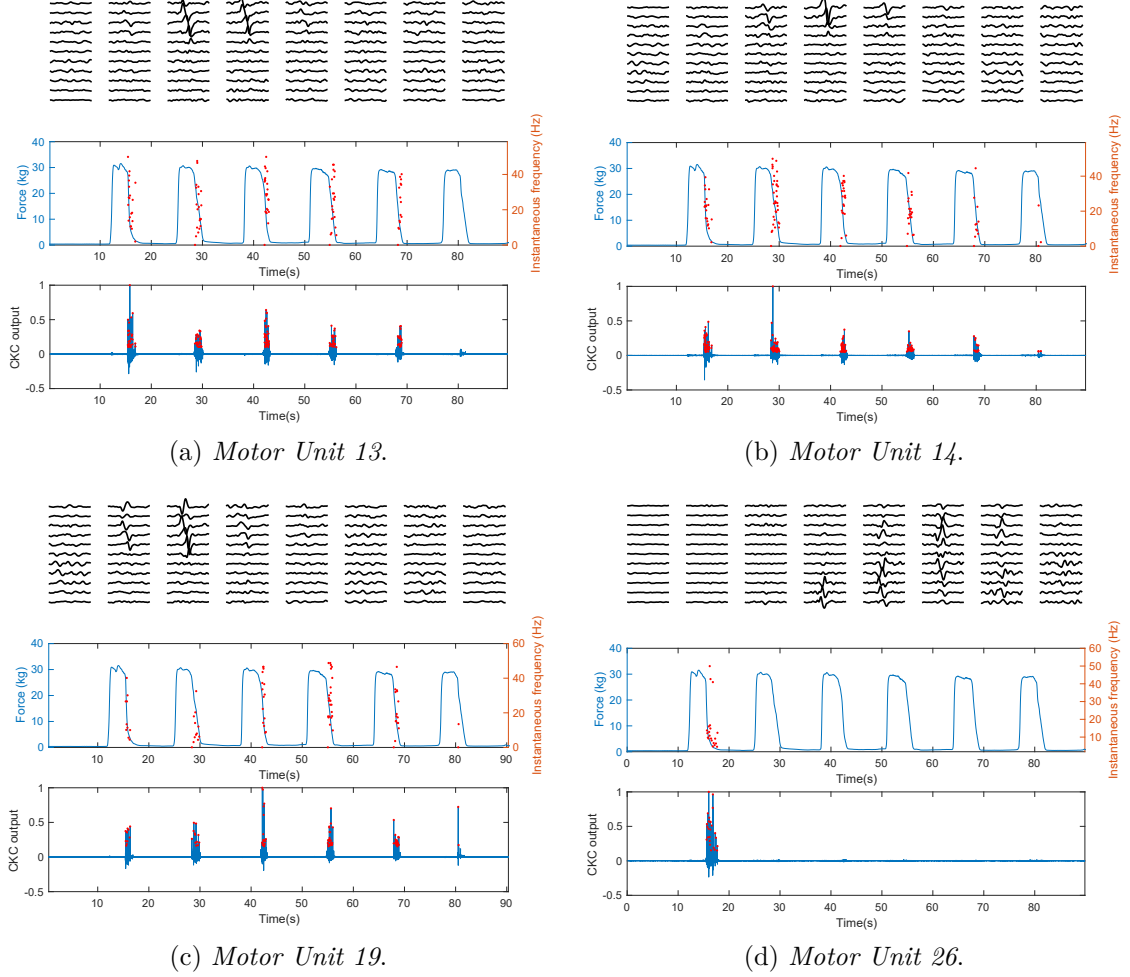 40
30
20
10
0
Force (kg)
40
20
0
Instantaneous frequency (Hz)
10 20 30 40 50 60 70 80
Time(s)
1
0.5
0
-0.5
CKC output
10 20 30 40 50 60 70 80
Time(s)
(a) Motor Unit 13.
40
30
20
10
0
Force (kg)
40
20
0
Instantaneous frequency (Hz)
10 20 30 40 50 60 70 80
Time(s)
1
0.5
0
-0.5
CKC output
10 20 30 40 50 60 70 80
Time(s)
(b) Motor Unit 14.
40
30
20
10
0
Force (kg)
60
40
20
0
Instantaneous frequency (Hz)
10 20 30 40 50 60 70 80
Time(s)
1
0.5
0
-0.5
CKC output
10 20 30 40 50 60 70 80 90
Time(s)
(c) Motor Unit 19.
40
30
20
10
0
Force (kg)
60
50
40
30
20
10
Instantaneous frequency (Hz)
10 20 30 40 50 60 70 80
Time(s)
1
0.5
0
-0.5
CKC output
0 10 20 30 40 50 60 70 80
Time(s)
(d) Motor Unit 26.